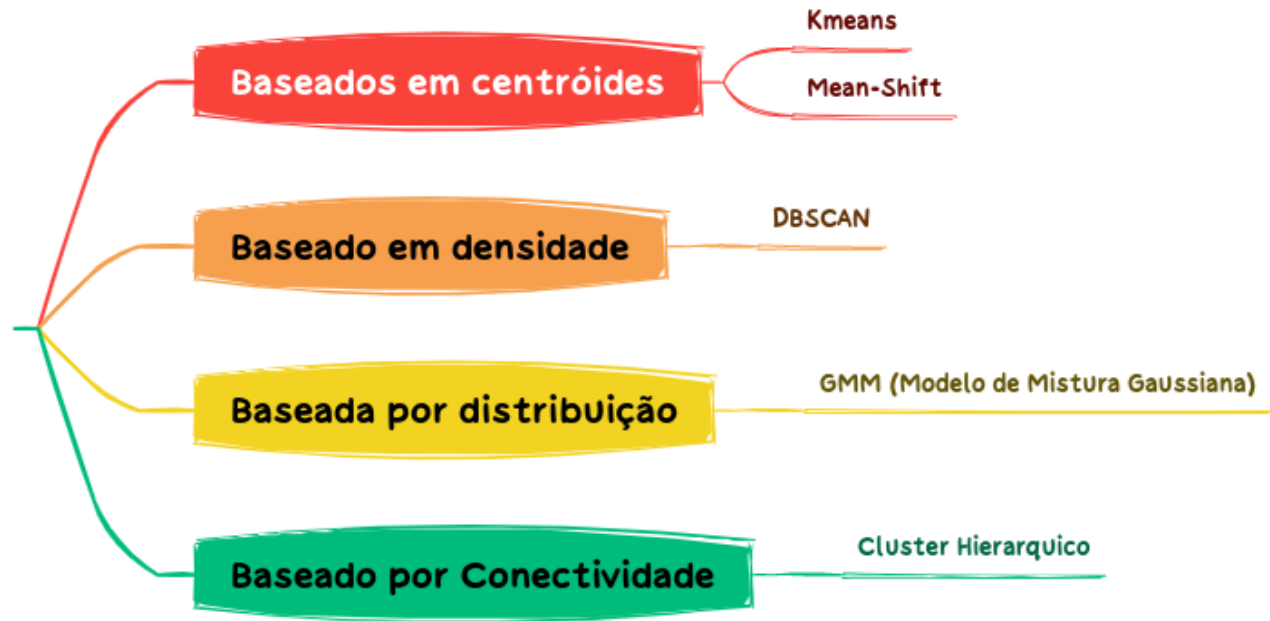 Baseados em centróides
Kmeans
Mean-Shift
Baseado em densidade
DBSCAN
Baseada por distribuição
GMM (Modelo de Mistura Gaussiana)
Baseado por Conectividade
Cluster Hierarquico